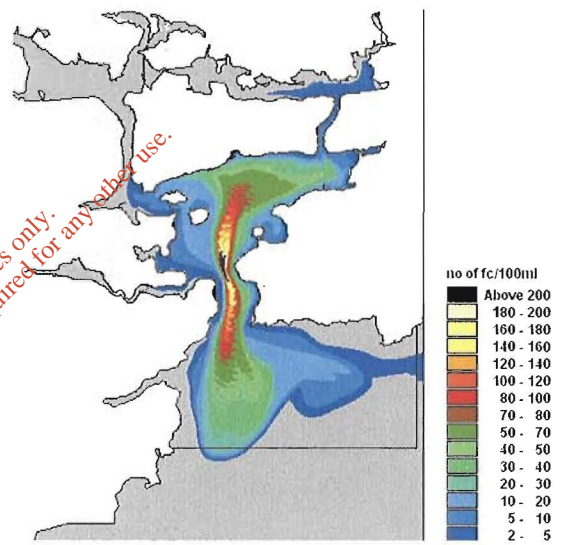 es only.
uired for any other use.
no of fc/100ml
Above 200
180 - 200
160 - 180
140 - 160
120 - 140
100 - 120
80 - 100
70 - 80
50 - 70
40 - 50
30 - 40
20 - 30
10 - 20
5 - 10
2 - 5